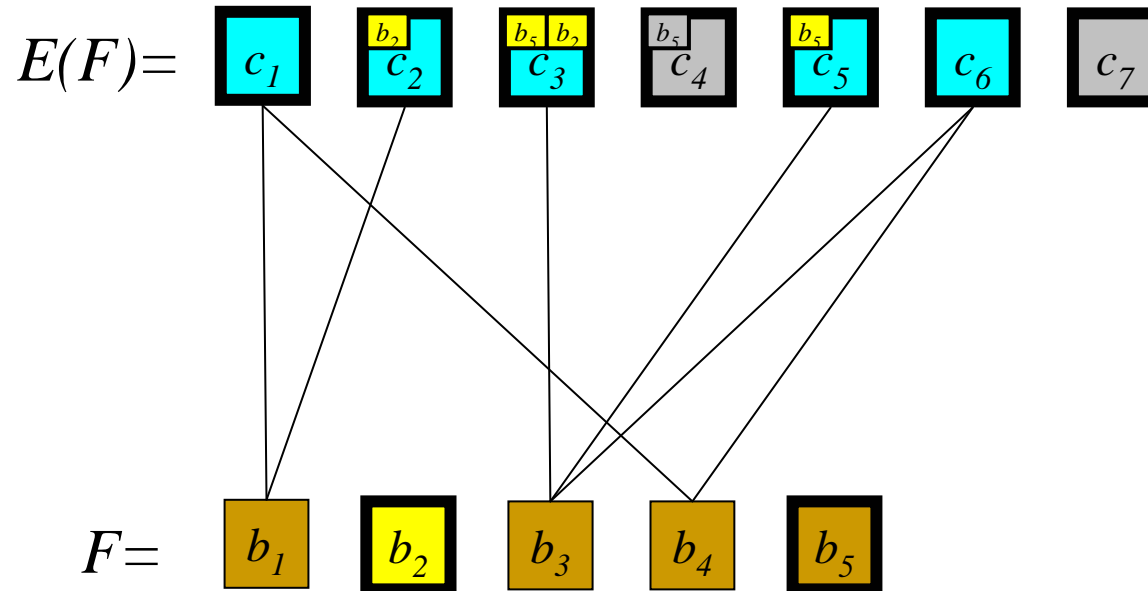 E(F)= c₁ b₂ c₂ b₅ b₂ c₃ b₅ c₄ b₅ c₅ c₆ c₇
F= b₁ b₂ b₃ b₄ b₅